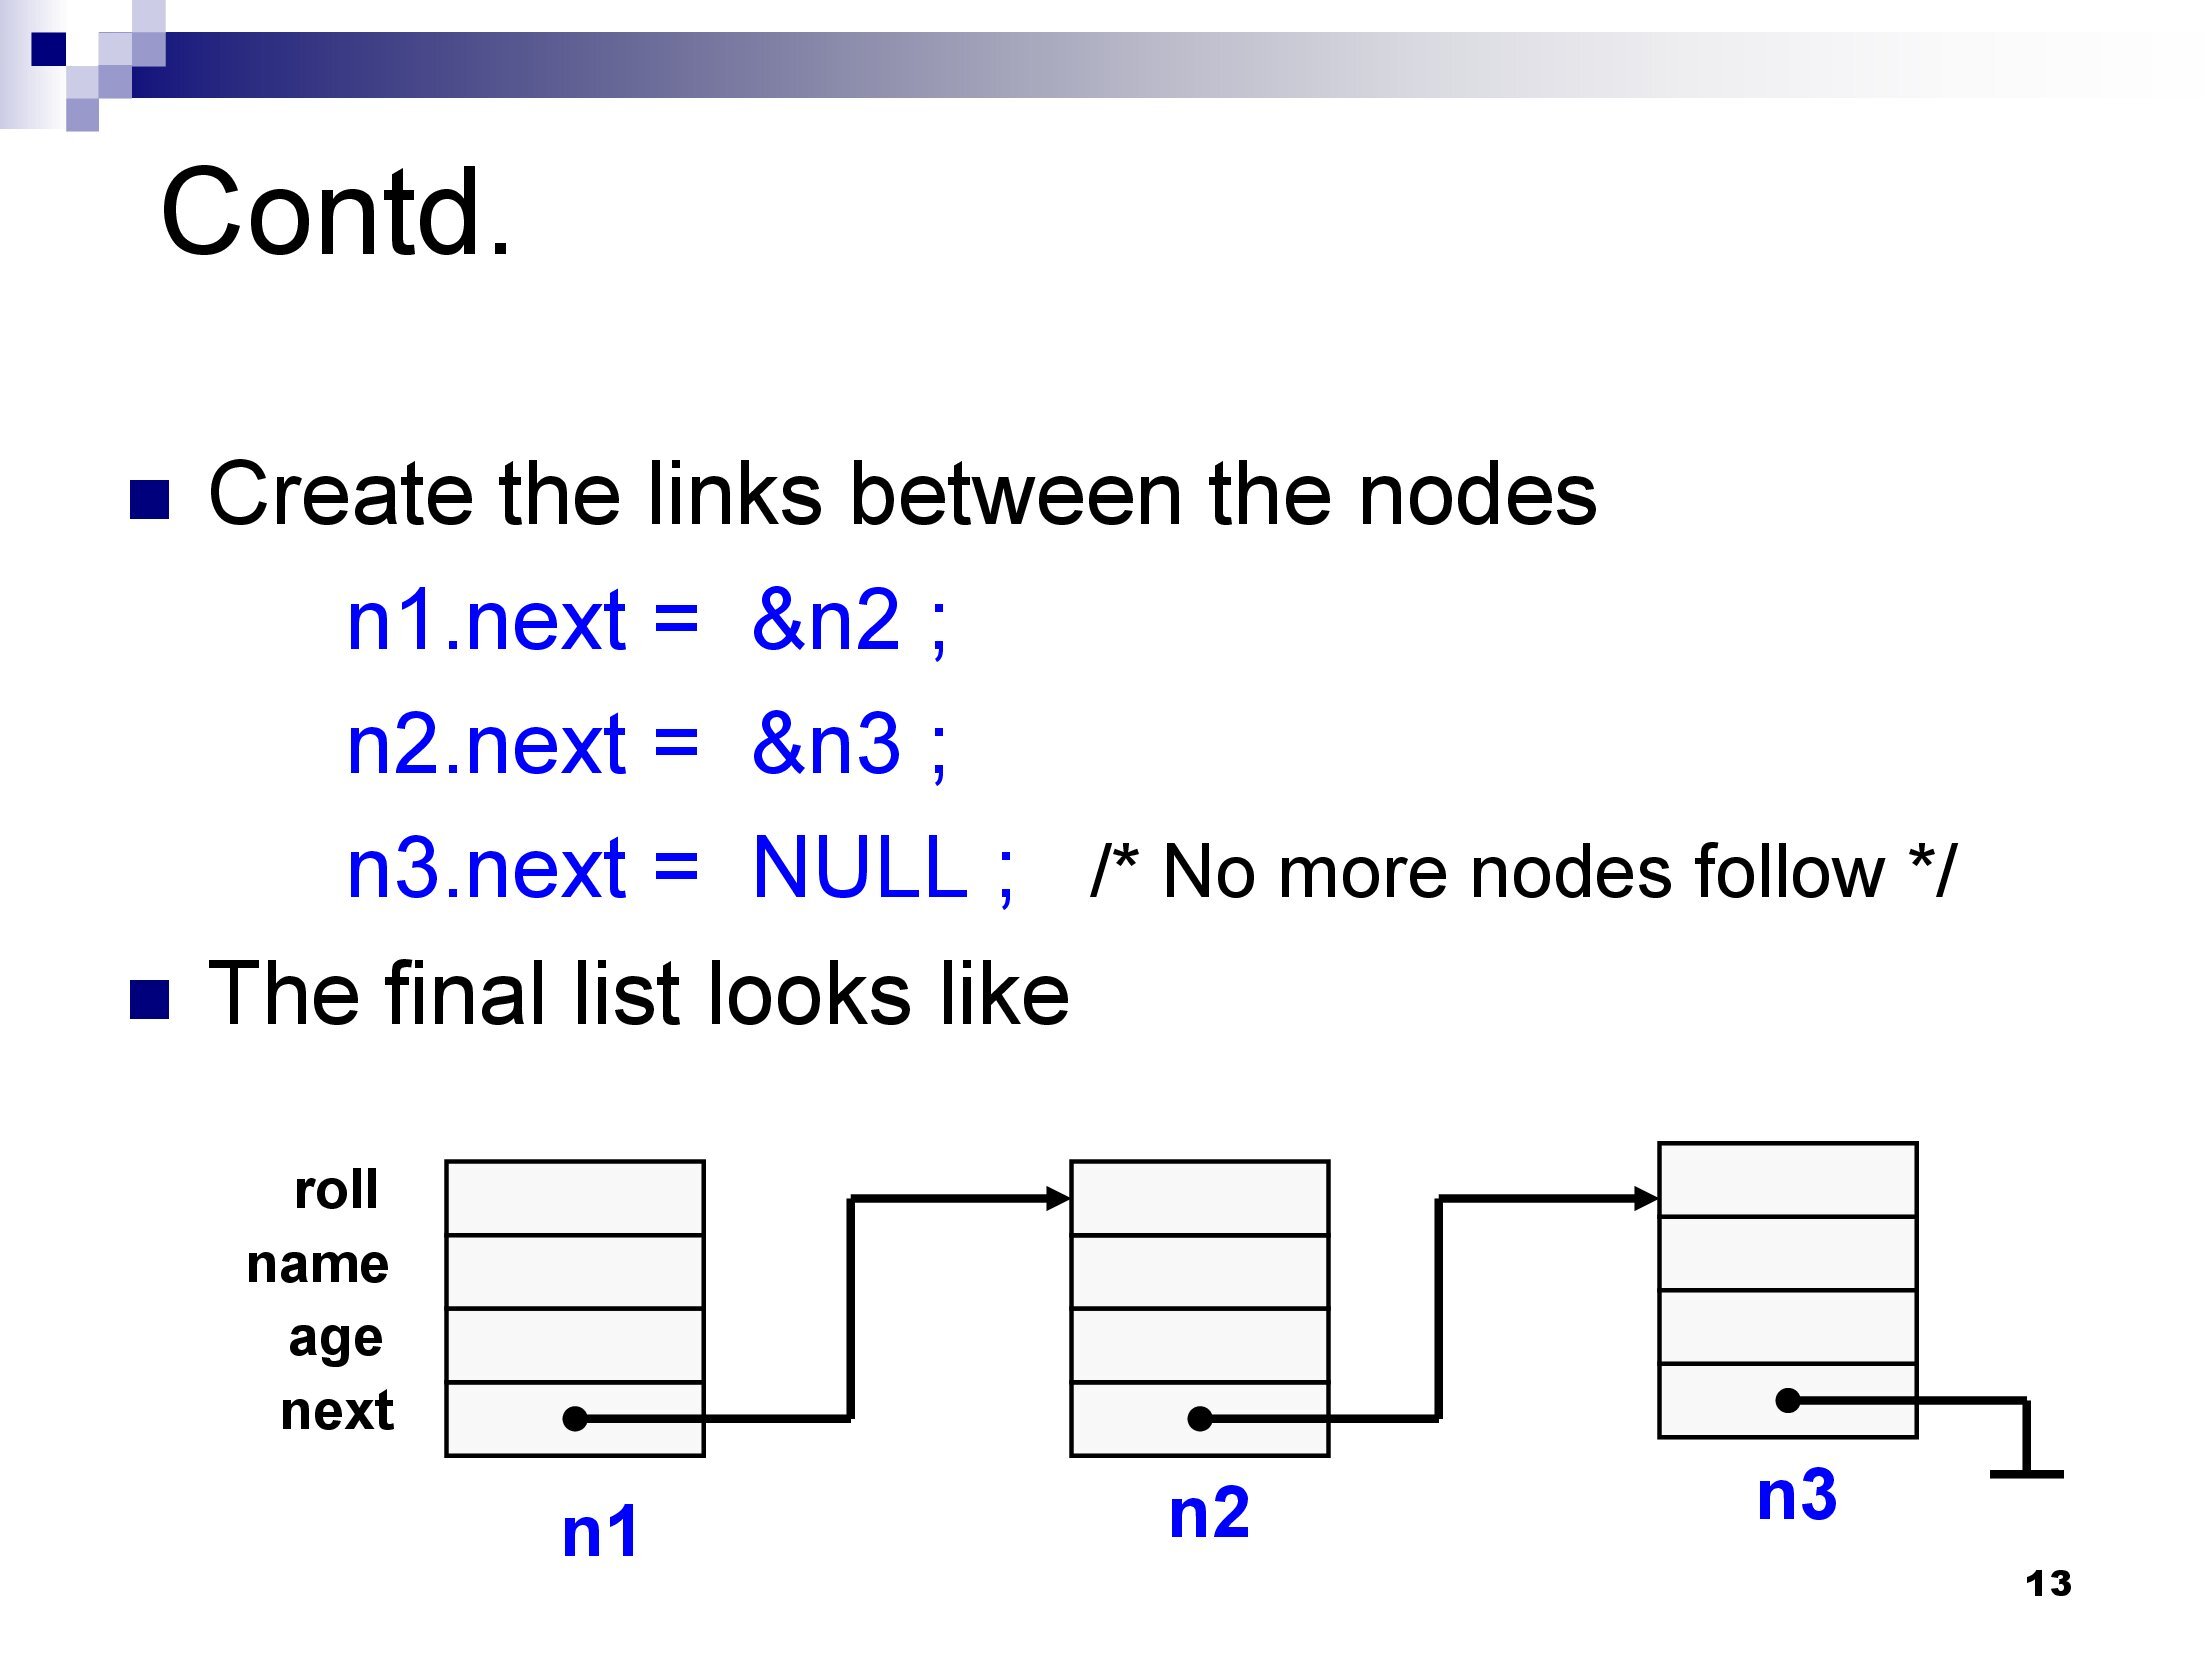 Contd.
Create the links between the nodes
n1.next = &n2 ;
n2.next = &n3 ;
n3.next = NULL ; /* No more nodes follow */
The final list looks like
roll
name
age
next
n1
n2
n3
13